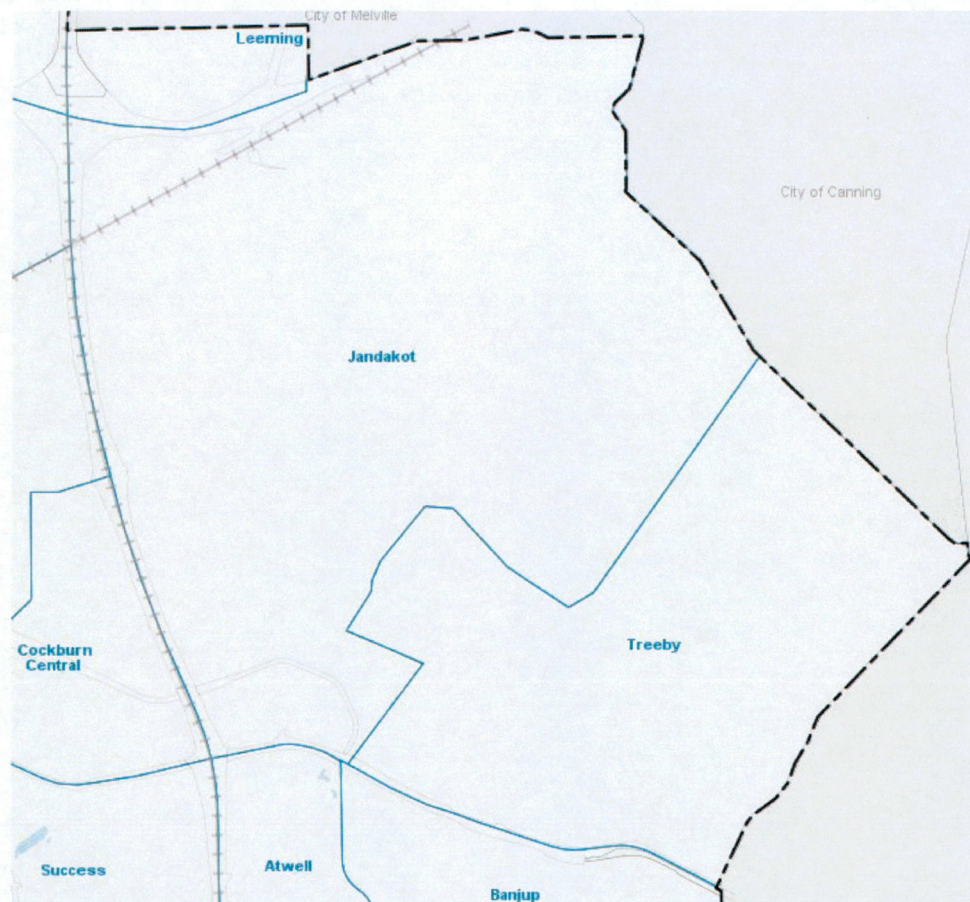 City of Melville
Leeming
City of Canning
Jandakot
Cockburn
Central
Treeby
Success
Atwell
Banjup